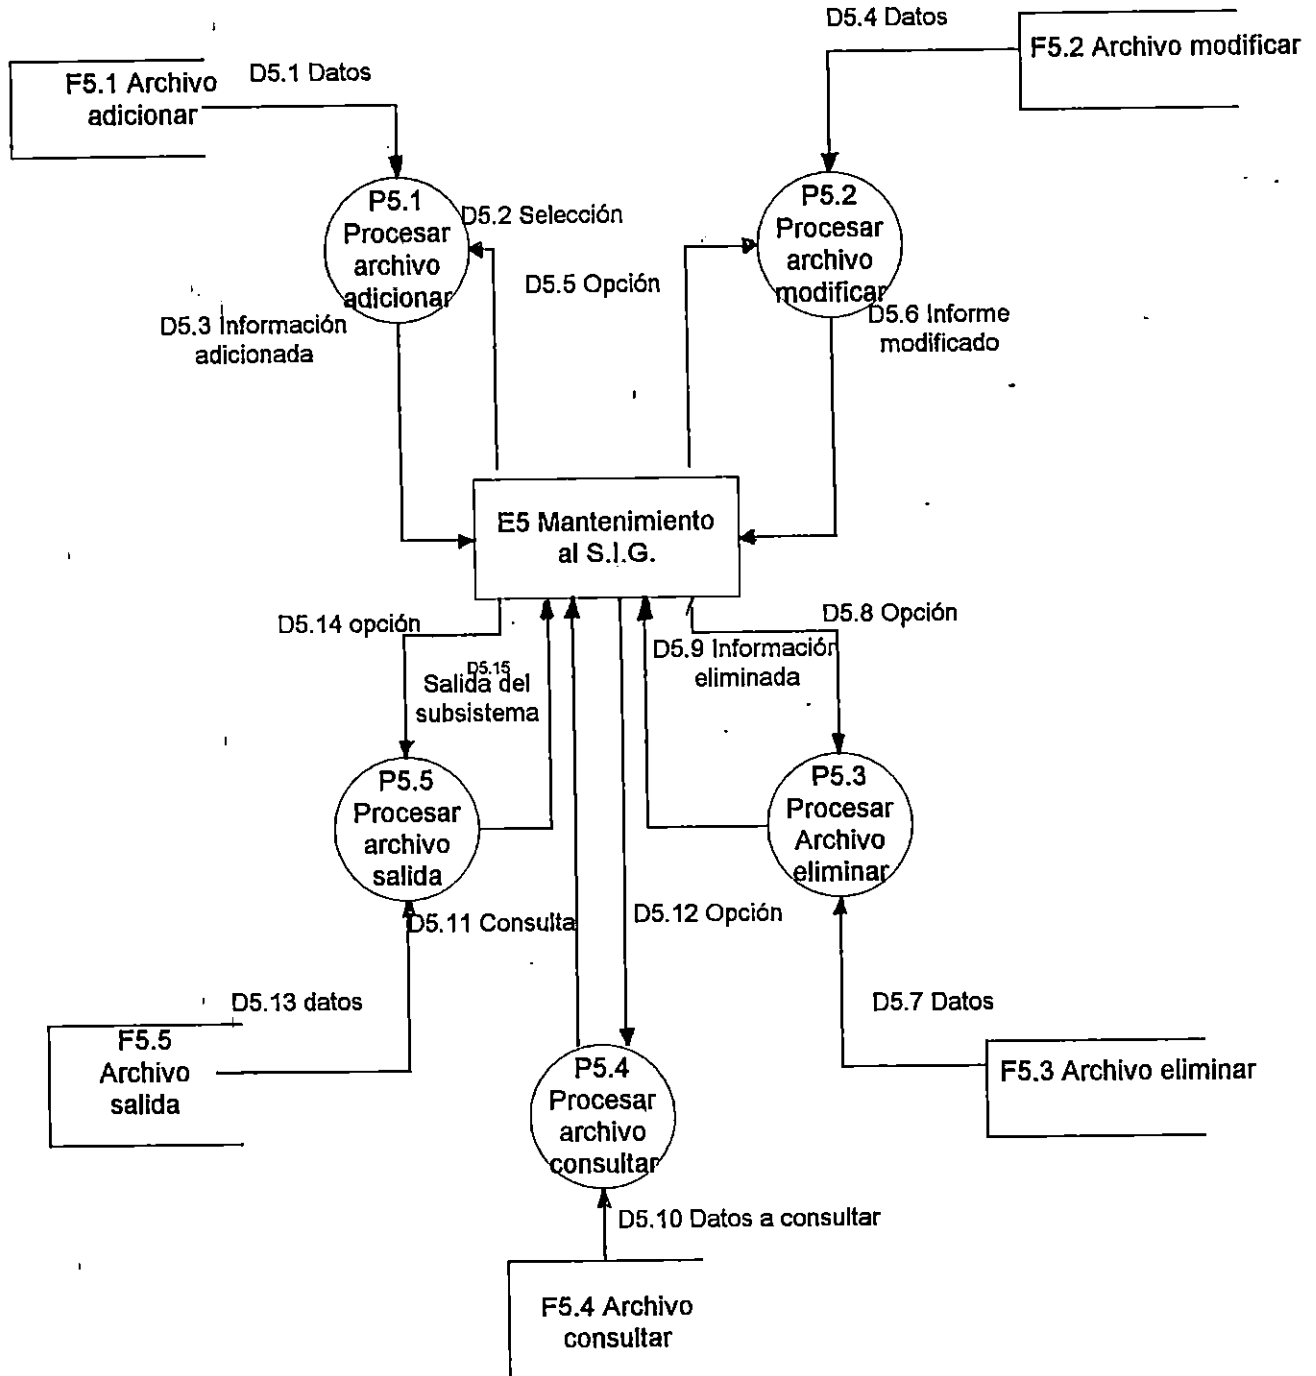 D5.4 Datos
F5.2 Archivo modificar
F5.1 Archivo
adicionar
D5.1 Datos
P5.1
Procesar
archivo
adicionar
D5.2 Selección
P5.2
Procesar
archivo
modificar
D5.5 Opción
D5.3 Información
adicionada
D5.6 Informe
modificado
E5 Mantenimiento
al S.I.G.
D5.14 opción
D5.8 Opción
D5.15
Salida del
subsistema
D5.9 Información
eliminada
P5.5
Procesar
archivo
salida
P5.3
Procesar
Archivo
eliminar
D5.11 Consulta
D5.12 Opción
D5.13 datos
D5.7 Datos
F5.5
Archivo
salida
P5.4
Procesar
archivo
consultar
F5.3 Archivo eliminar
D5.10 Datos a consultar
F5.4 Archivo
consultar